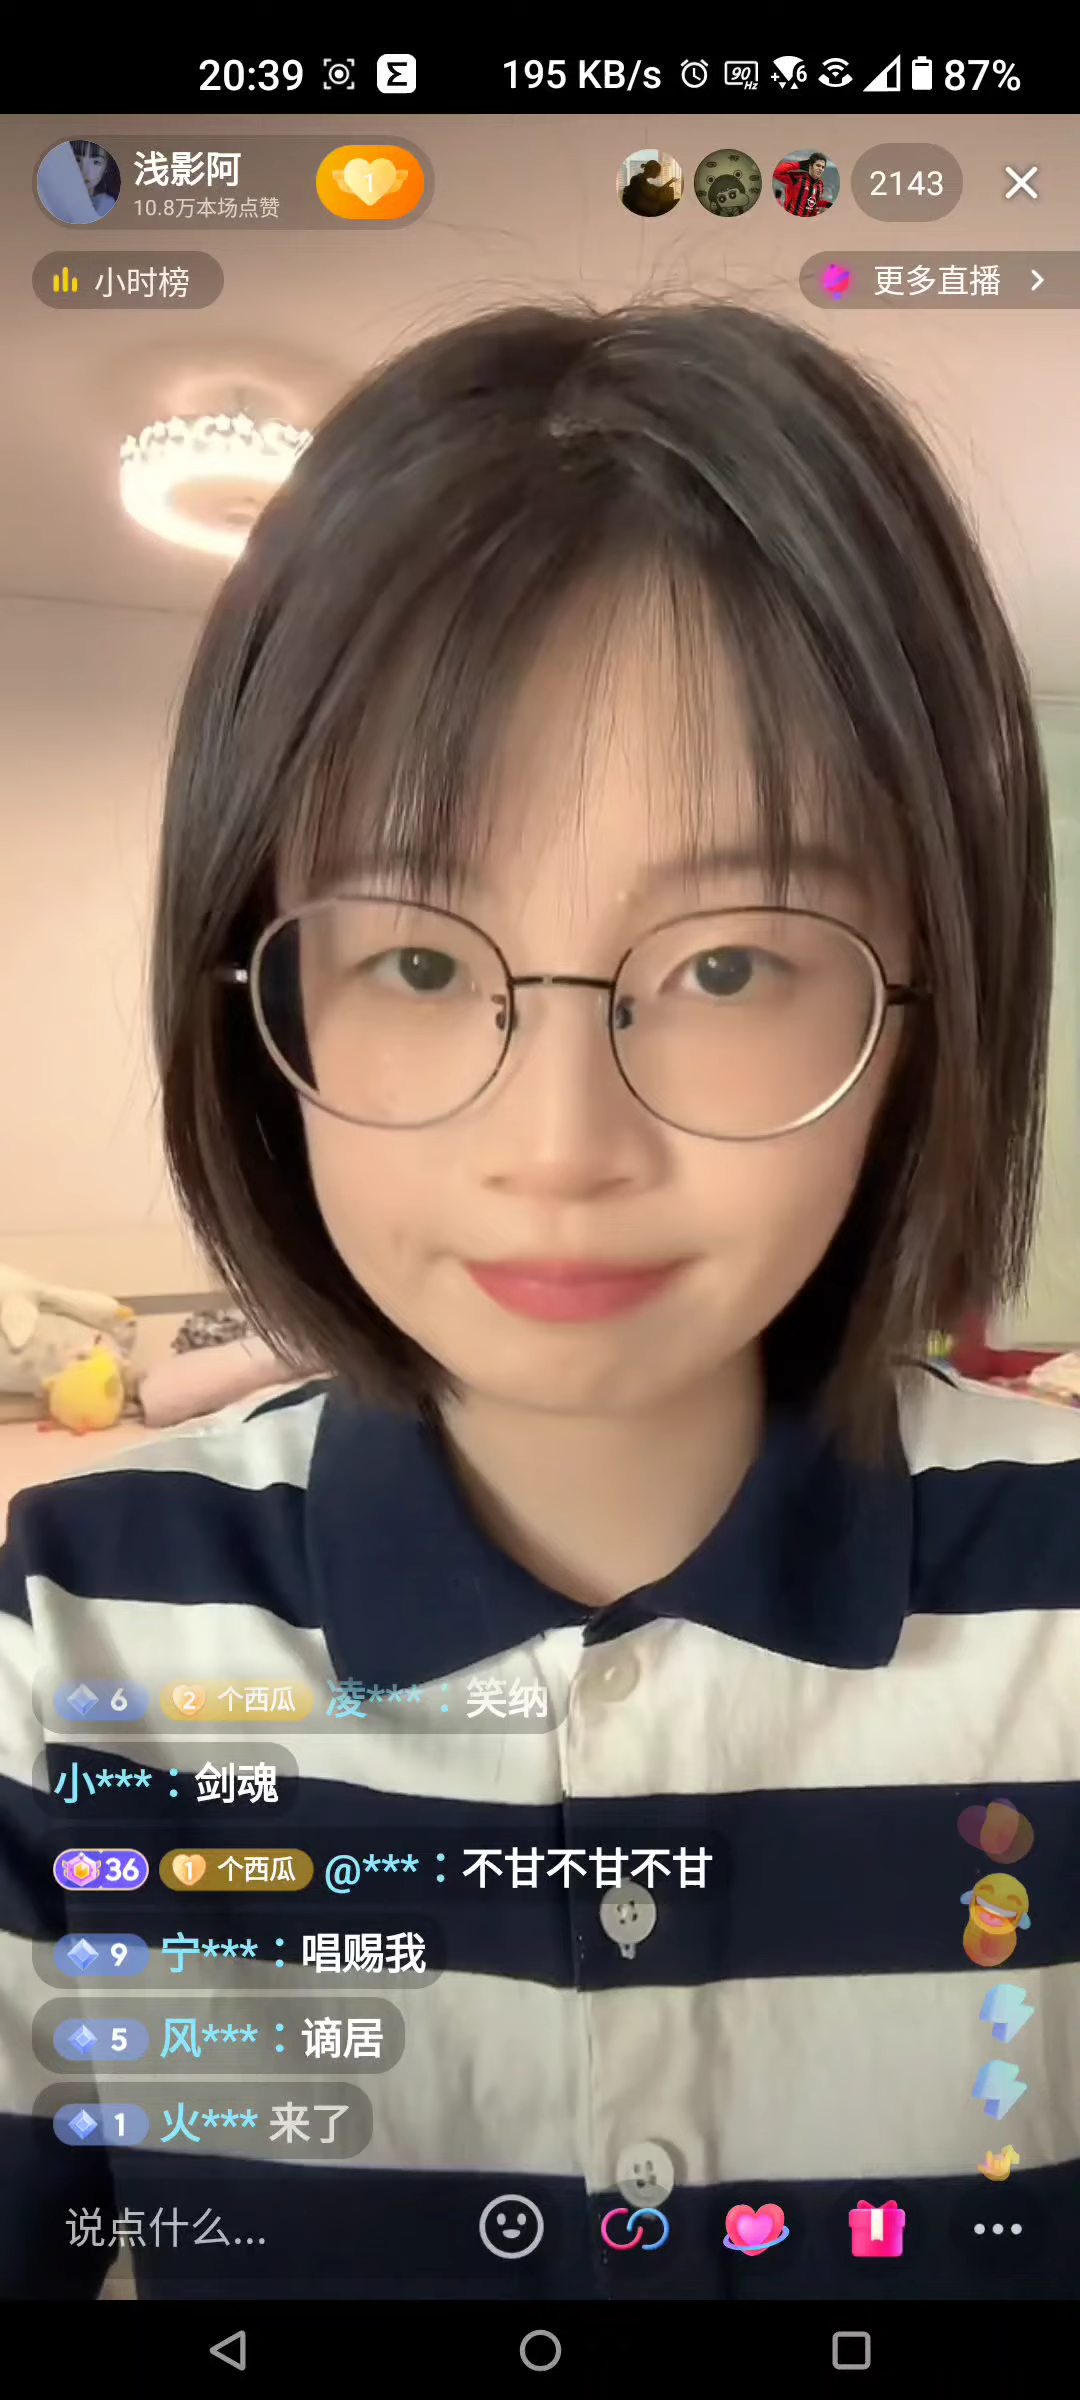 20:39 195 KB/s 90Hz 6 87%
浅影阿
10.8万本场点赞
1
2143
小时榜
更多直播
6 2 个西瓜 凌***：笑纳
小***：剑魂
36 1 个西瓜 @***：不甘不甘不甘
9 宁***：唱赐我
5 风***：谪居
1 火*** 来了
说点什么...